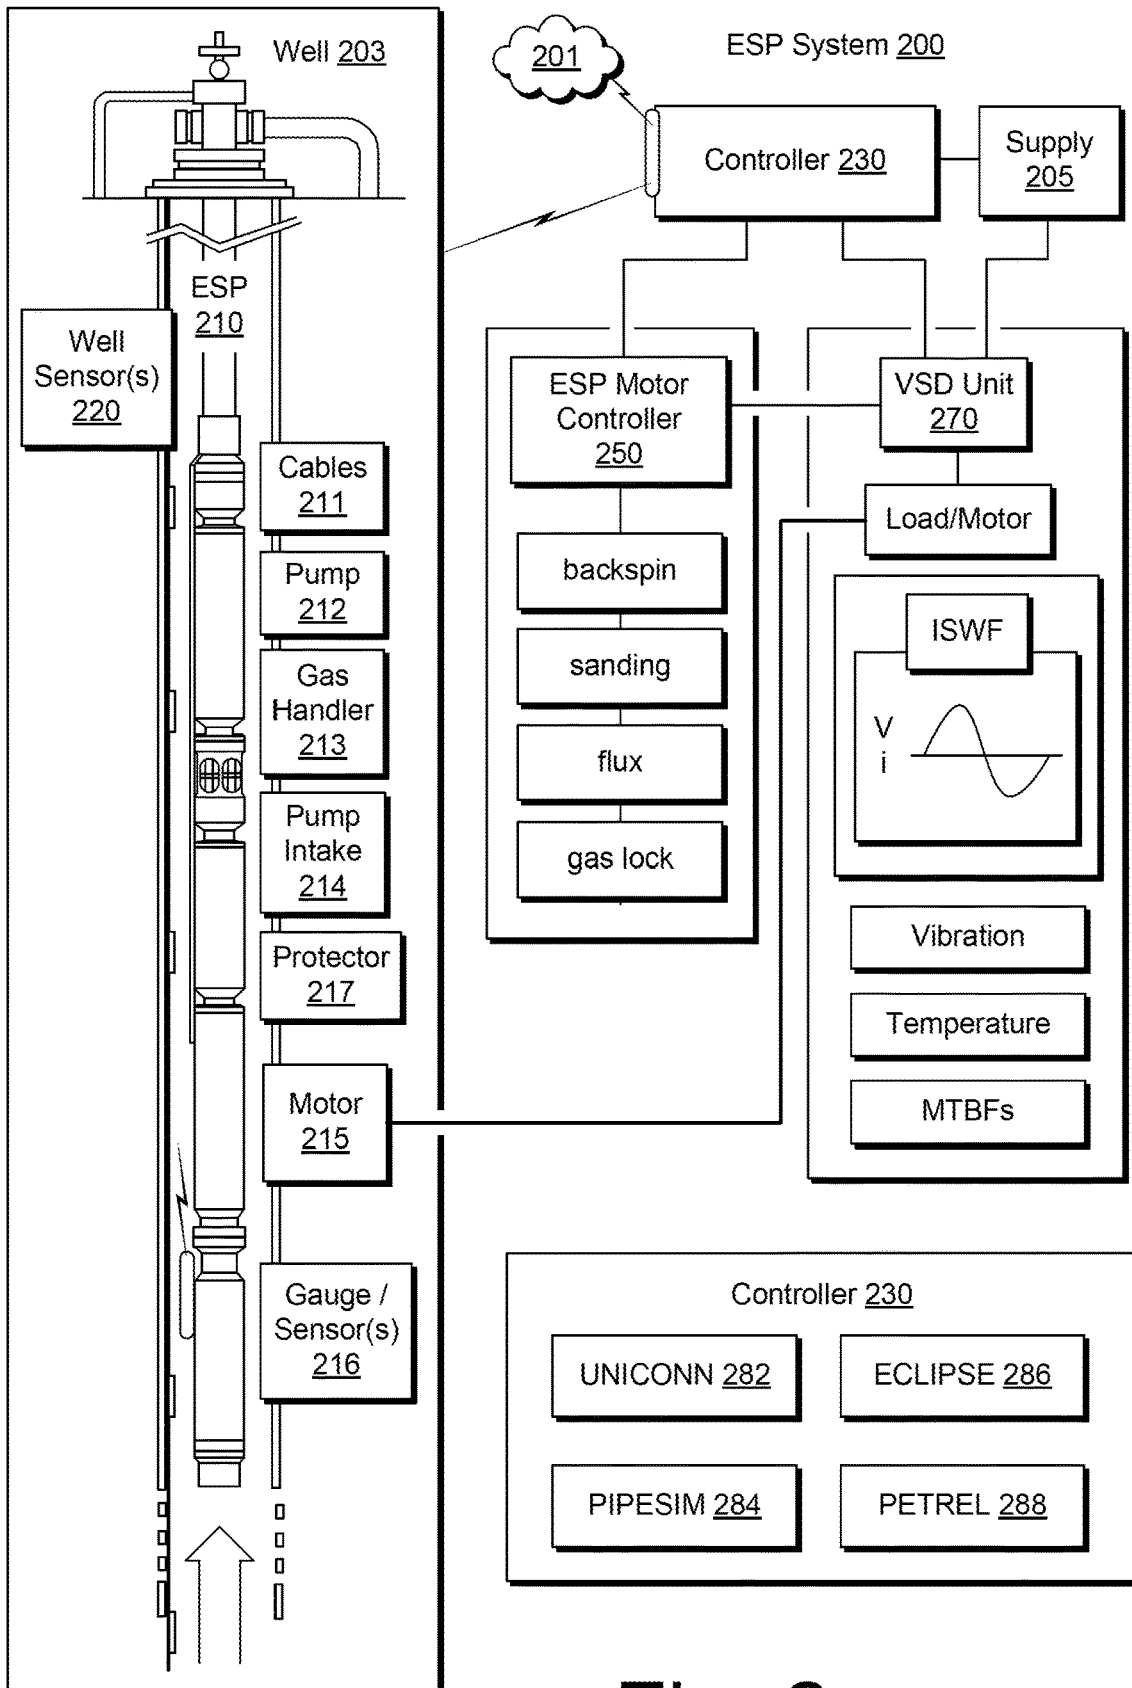 Well 203
201
ESP System 200
Controller 230
Supply
205
ESP
210
Well
Sensor(s)
220
Cables
211
Pump
212
Gas
Handler
213
Pump
Intake
214
Protector
217
Motor
215
Gauge /
Sensor(s)
216
ESP Motor
Controller
250
backspin
sanding
flux
gas lock
VSD Unit
270
Load/Motor
ISWF
V
i
Vibration
Temperature
MTBFs
Controller 230
UNICONN 282
ECLIPSE 286
PIPESIM 284
PETREL 288